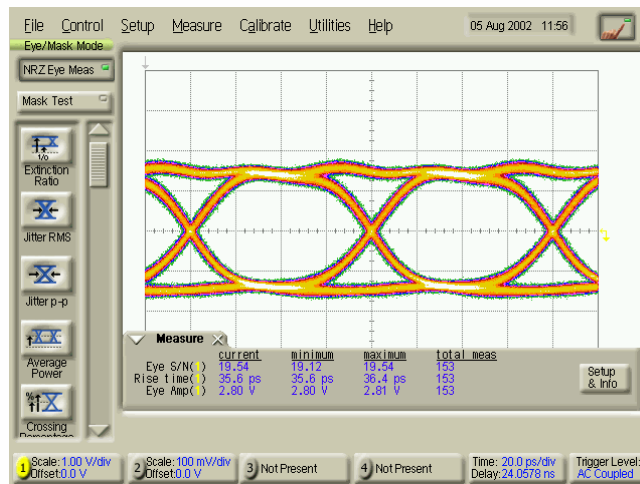 File Control Setup Measure Calibrate Utilities Help 05 Aug 2002 11:56
Eye/Mask Mode
NRZ Eye Meas
Mask Test
Extinction
Ratio
Jitter RMS
Jitter p-p
Average
Power
Crossing
Measure
current minimum maximum total meas
Eye S/N(1) 19.54 19.12 19.54 153
Rise time(1) 35.6 ps 35.6 ps 36.4 ps 153
Eye Amp(1) 2.80 V 2.80 V 2.81 V 153
Setup
& Info
1 Scale: 1.00 V/div
Offset:0.0 V
2 Scale: 100 mV/div
Offset:0.0 V
3 Not Present
4 Not Present
Time: 20.0 ps/div
Delay:24.0578 ns
Trigger Level:
AC Coupled